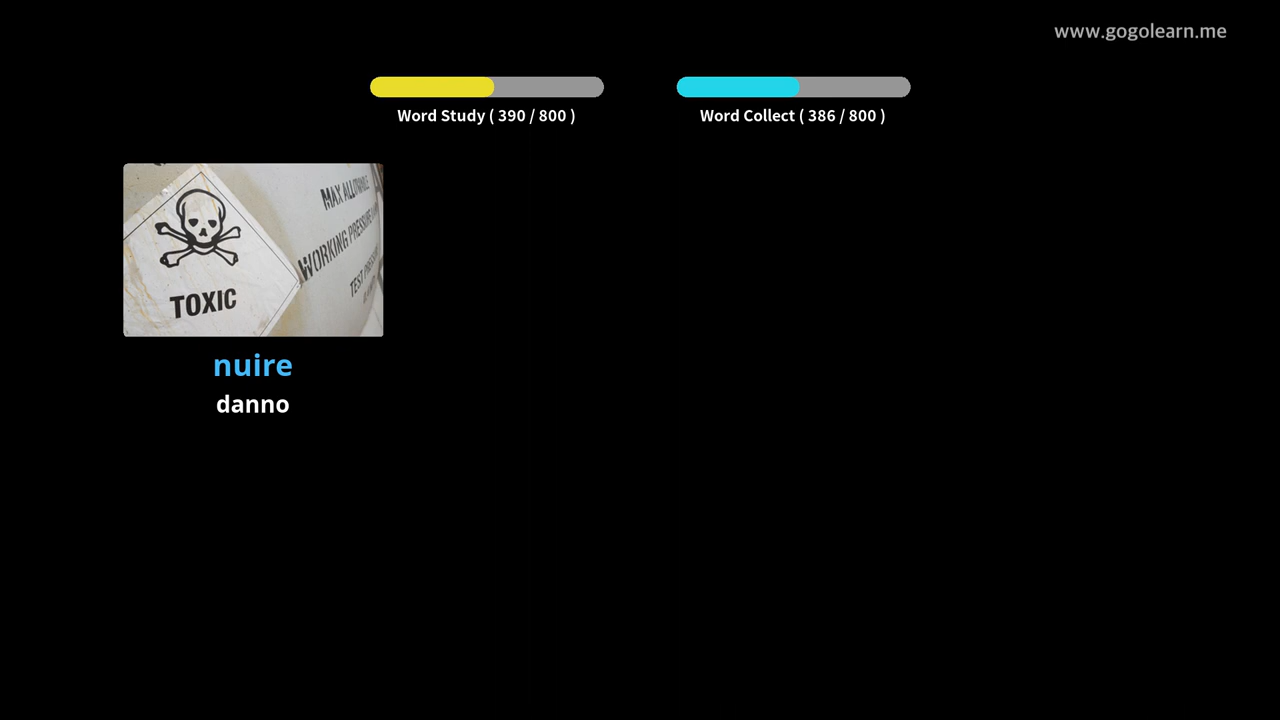 www.gogolearn.me
Word Study ( 390 / 800 )
Word Collect ( 386 / 800 )
MAX ALLOWABLE
WORKING PRESSURE
TEST
TOXIC
nuire
danno